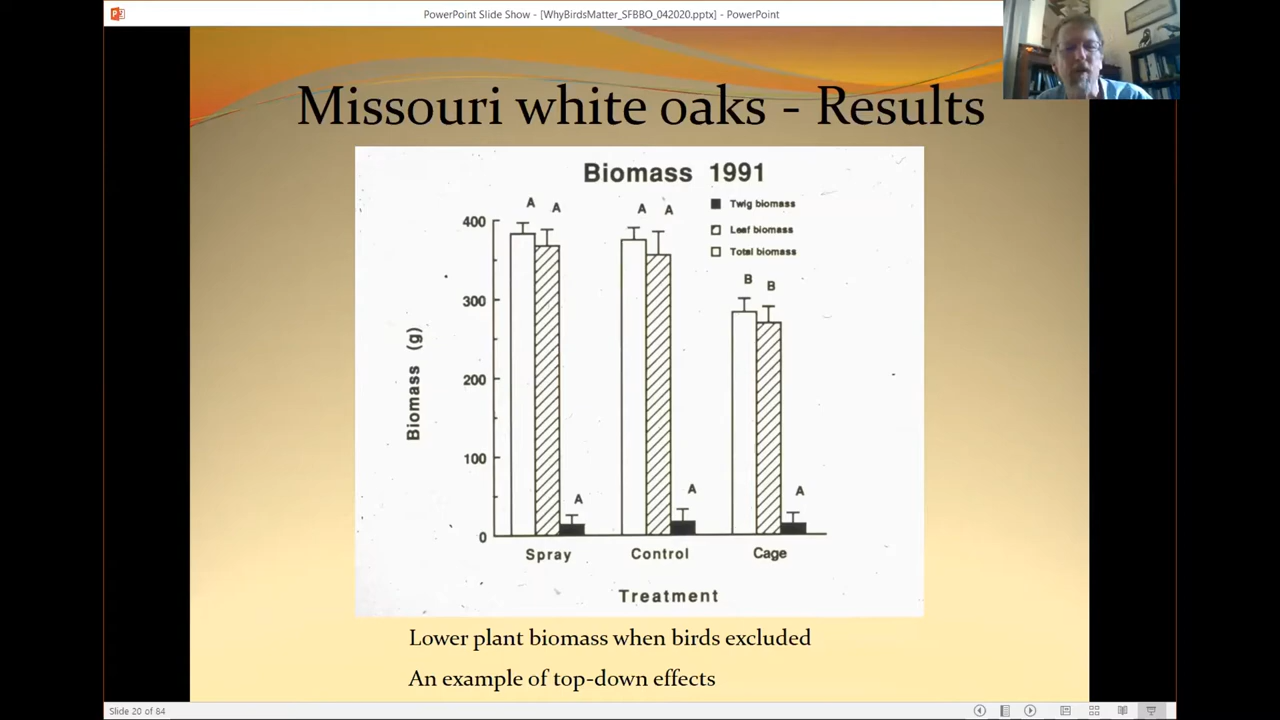 PowerPoint Slide Show - [WhyBirdsMatter_SFBBO_042020.pptx] - PowerPoint
Missouri white oaks - Results
Biomass 1991
Twig biomass
Leaf biomass
Total biomass
A A
A A
B B
A
A
A
400
300
200
100
0
Biomass (g)
Spray Control Cage
Treatment
Lower plant biomass when birds excluded
An example of top-down effects
Slide 20 of 84